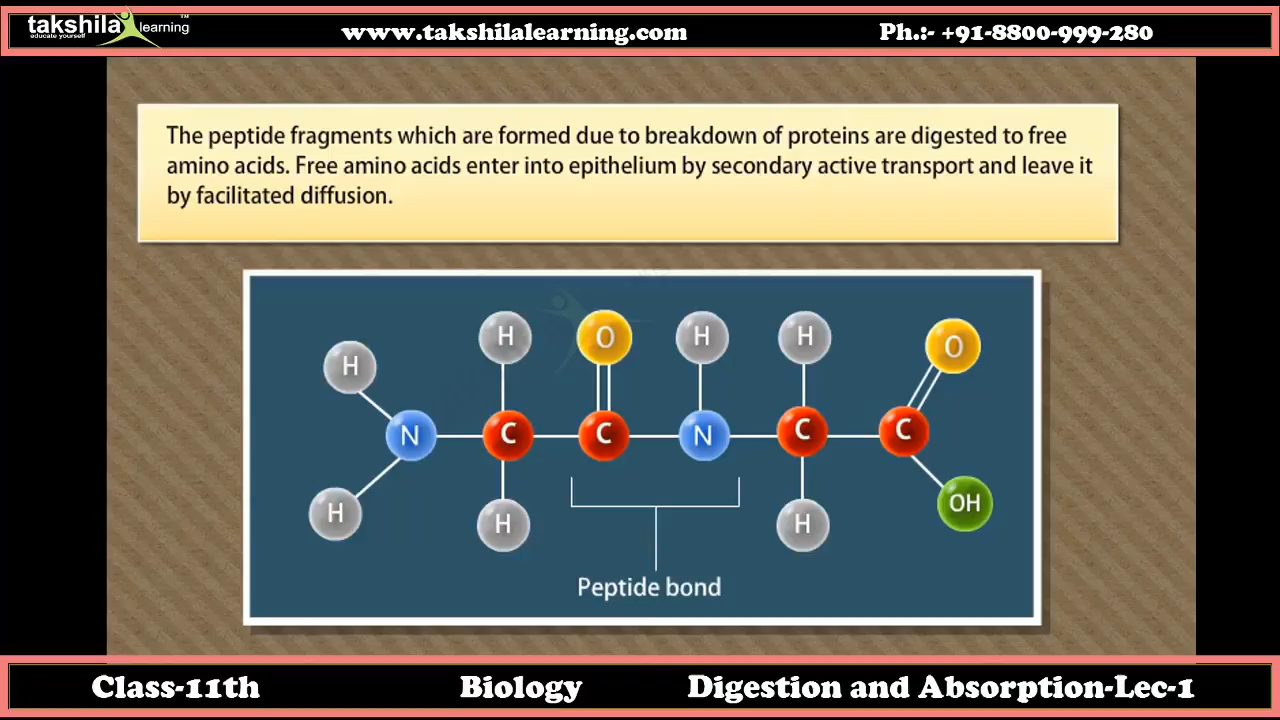 takshila learning ™
educate yourself
www.takshilalearning.com
Ph.:- +91-8800-999-280
The peptide fragments which are formed due to breakdown of proteins are digested to free
amino acids. Free amino acids enter into epithelium by secondary active transport and leave it
by facilitated diffusion.
H H O H H O
H
N C C N C C
H H H OH
Peptide bond
Class-11th
Biology
Digestion and Absorption-Lec-1